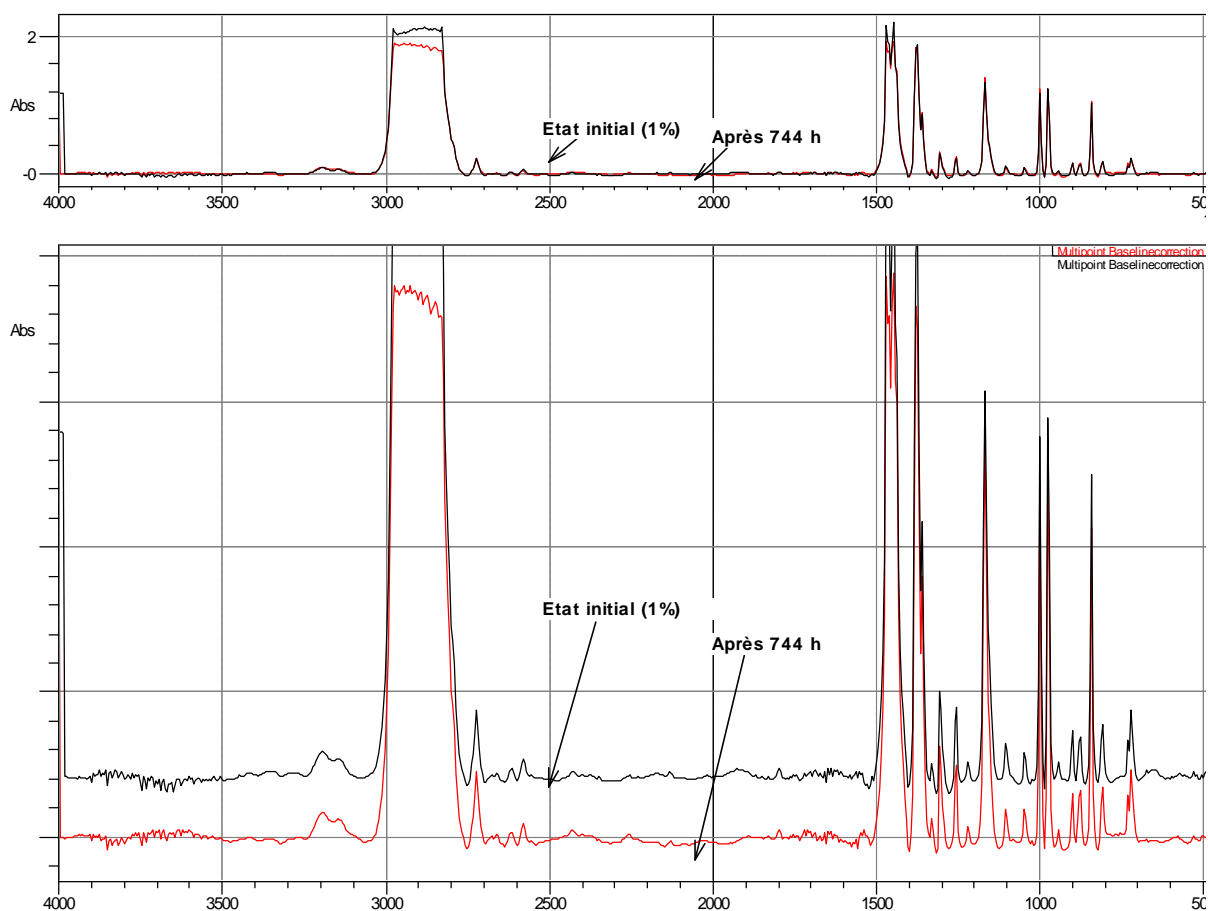 2
Abs
Etat initial (1%)
Après 744 h
-0
4000 3500 3000 2500 2000 1500 1000 50
Multipoint Baselinecorrection
Multipoint Baselinecorrection
Abs
Etat initial (1%)
Après 744 h
4000 3500 3000 2500 2000 1500 1000 50